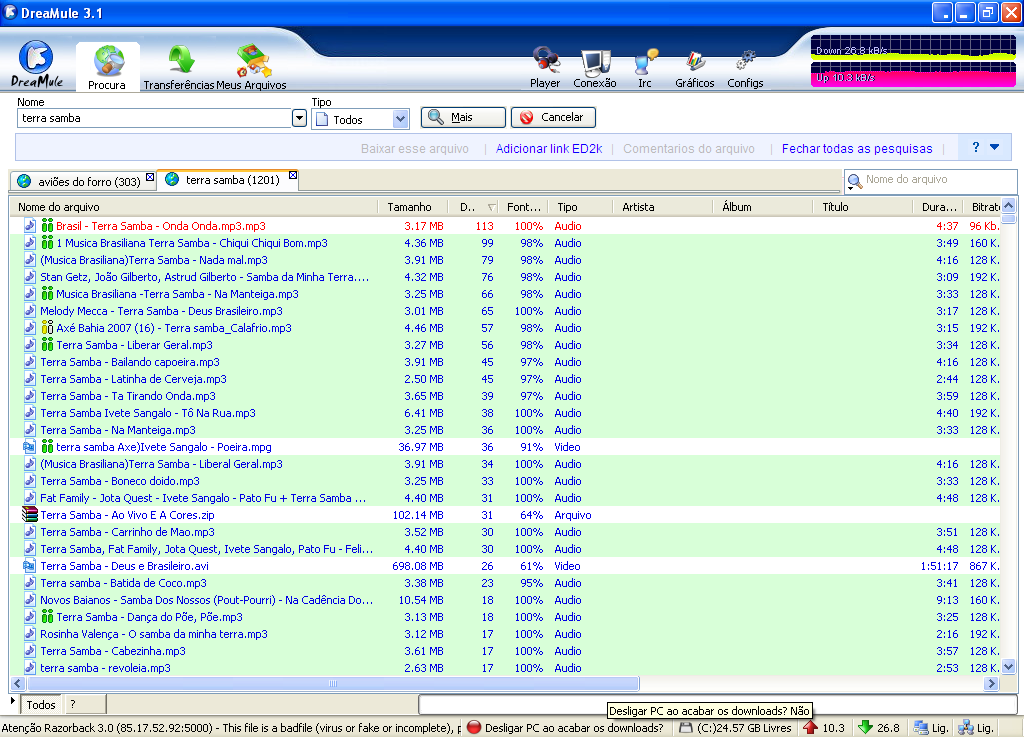 DreaMule 3.1
DreaMule
Procura
Transferências
Meus Arquivos
Player
Conexão
Irc
Gráficos
Configs
Down 26.8 kB/s
Up 10.3 kB/s
Nome
Tipo
terra samba
Todos
Mais
Cancelar
Baixar esse arquivo | Adicionar link ED2k | Comentarios do arquivo | Fechar todas as pesquisas | ?
aviões do forro (303)
terra samba (1201)
Nome do arquivo
Nome do arquivo Tamanho D... Font... Tipo Artista Álbum Título Dura... Bitrat
Brasil - Terra Samba - Onda Onda.mp3.mp3 3.17 MB 113 100% Audio 4:37 96 Kb.
1 Musica Brasiliana Terra Samba - Chiqui Chiqui Bom.mp3 4.36 MB 99 98% Audio 3:49 160 K.
(Musica Brasiliana)Terra Samba - Nada mal.mp3 3.91 MB 79 98% Audio 4:16 128 K.
Stan Getz, João Gilberto, Astrud Gilberto - Samba da Minha Terra.... 4.32 MB 76 98% Audio 3:09 192 K.
Musica Brasiliana -Terra Samba - Na Manteiga.mp3 3.25 MB 66 98% Audio 3:33 128 K.
Melody Mecca - Terra Samba - Deus Brasileiro.mp3 3.01 MB 65 100% Audio 3:17 128 K.
Axé Bahia 2007 (16) - Terra samba_Calafrio.mp3 4.46 MB 57 98% Audio 3:15 192 K.
Terra Samba - Liberar Geral.mp3 3.27 MB 56 98% Audio 3:34 128 K.
Terra Samba - Bailando capoeira.mp3 3.91 MB 45 97% Audio 4:16 128 K.
Terra Samba - Latinha de Cerveja.mp3 2.50 MB 45 97% Audio 2:44 128 K.
Terra Samba - Ta Tirando Onda.mp3 3.65 MB 39 97% Audio 3:59 128 K.
Terra Samba Ivete Sangalo - Tô Na Rua.mp3 6.41 MB 38 100% Audio 4:40 192 K.
Terra Samba - Na Manteiga.mp3 3.25 MB 36 100% Audio 3:33 128 K.
terra samba Axe)Ivete Sangalo - Poeira.mpg 36.97 MB 36 91% Video
(Musica Brasiliana)Terra Samba - Liberal Geral.mp3 3.91 MB 34 100% Audio 4:16 128 K.
Terra Samba - Boneco doido.mp3 3.25 MB 33 100% Audio 3:33 128 K.
Fat Family - Jota Quest - Ivete Sangalo - Pato Fu + Terra Samba ... 4.40 MB 31 100% Audio 4:48 128 K.
Terra Samba - Ao Vivo E A Cores.zip 102.14 MB 31 64% Arquivo
Terra Samba - Carrinho de Mao.mp3 3.52 MB 30 100% Audio 3:51 128 K.
Terra Samba, Fat Family, Jota Quest, Ivete Sangalo, Pato Fu - Feli... 4.40 MB 30 100% Audio 4:48 128 K.
Terra Samba - Deus e Brasileiro.avi 698.08 MB 26 61% Video 1:51:17 867 K.
Terra samba - Batida de Coco.mp3 3.38 MB 23 95% Audio 3:41 128 K.
Novos Baianos - Samba Dos Nossos (Pout-Pourri) - Na Cadência Do... 10.54 MB 18 100% Audio 9:13 160 K.
Terra Samba - Dança do Põe, Põe.mp3 3.13 MB 18 100% Audio 3:25 128 K.
Rosinha Valença - O samba da minha terra.mp3 3.12 MB 17 100% Audio 2:16 192 K.
Terra Samba - Cabezinha.mp3 3.61 MB 17 100% Audio 3:57 128 K.
terra samba - revoleia.mp3 2.63 MB 17 100% Audio 2:53 128 K.
Todos ?
Desligar PC ao acabar os downloads? Não
Atenção Razorback 3.0 (85.17.52.92:5000) - This file is a badfile (virus or fake or incomplete), p
Desligar PC ao acabar os downloads?
(C:)24.57 GB Livres
10.3
26.8
Lig.
Lig.